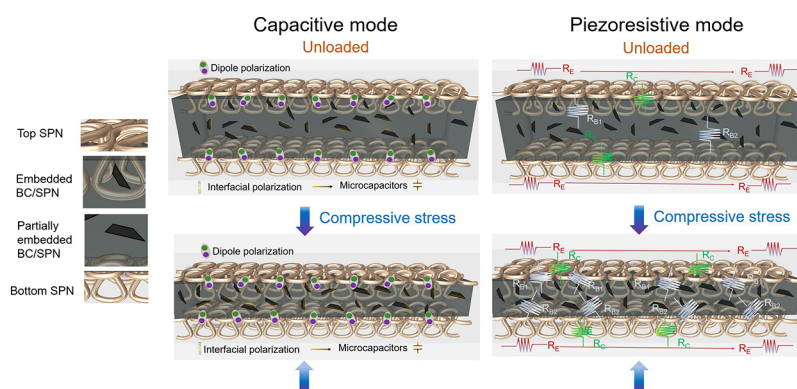 Capacitive mode
Unloaded
Dipole polarization
Interfacial polarization → Microcapacitors
Compressive stress
Dipole polarization
Interfacial polarization → Microcapacitors
Piezoresistive mode
Unloaded
R_E R_E
R_C
R_B1
R_B2
R_C
R_E R_E
Compressive stress
R_E R_E
R_C R_C
R_B1 R_B1 R_B1 R_B2
R_B2 R_B2 R_B2
R_C R_C
R_E R_E
Top SPN
Embedded
BC/SPN
Partially
embedded
BC/SPN
Bottom SPN